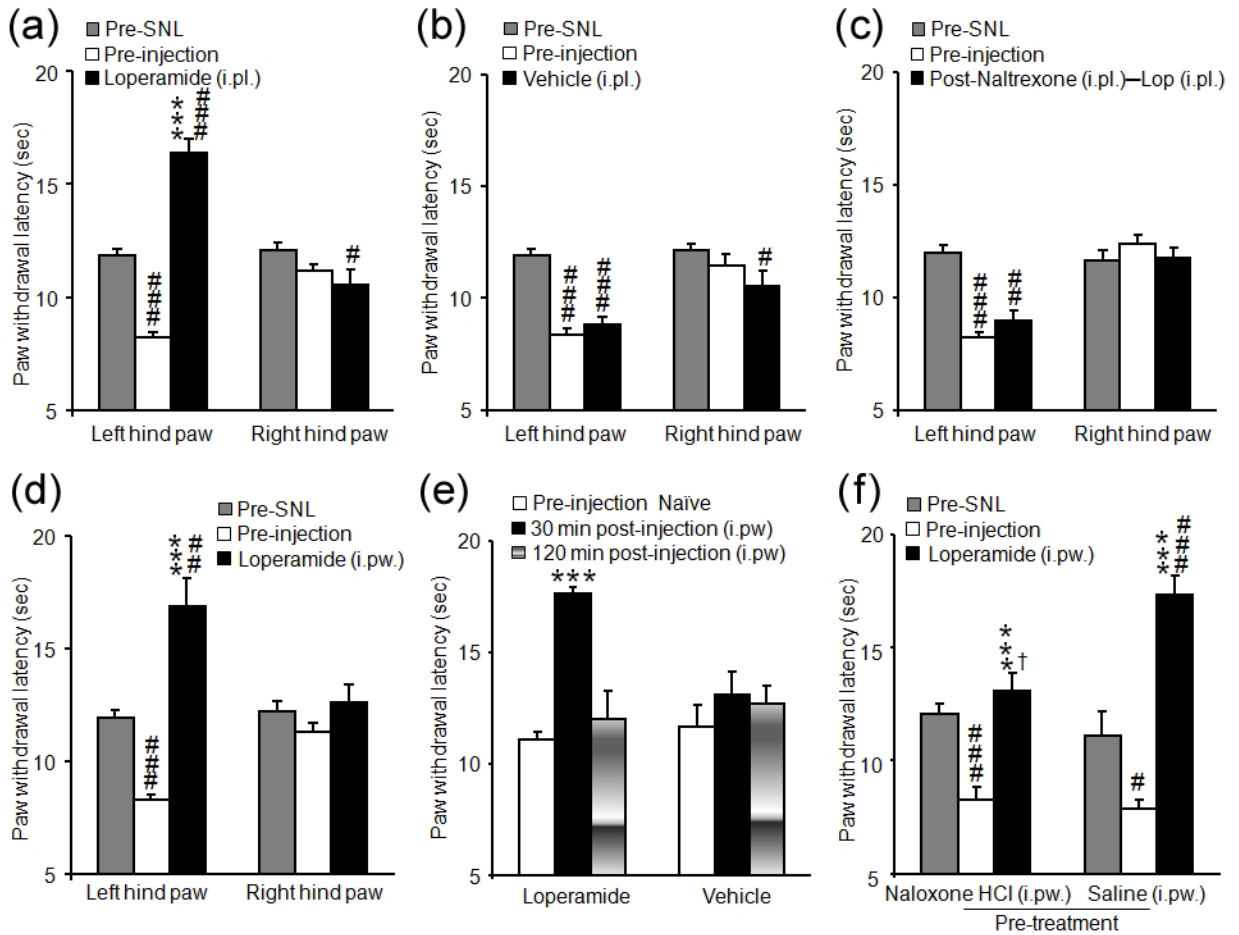 (a)
Pre-SNL
Pre-injection
Loperamide (i.pl.)
Paw withdrawal latency (sec)
20
15
10
5
###
***
###
#
Left hind paw
Right hind paw
(b)
Pre-SNL
Pre-injection
Vehicle (i.pl.)
Paw withdrawal latency (sec)
20
15
10
5
###
###
#
Left hind paw
Right hind paw
(c)
Pre-SNL
Pre-injection
Post-Naltrexone (i.pl.)–Lop (i.pl.)
Paw withdrawal latency (sec)
20
15
10
5
###
##
Left hind paw
Right hind paw
(d)
Pre-SNL
Pre-injection
Loperamide (i.pw.)
Paw withdrawal latency (sec)
20
15
10
5
###
***
##
Left hind paw
Right hind paw
(e)
Pre-injection Naïve
30 min post-injection (i.pw)
120 min post-injection (i.pw)
Paw withdrawal latency (sec)
20
15
10
5
***
Loperamide
Vehicle
(f)
Pre-SNL
Pre-injection
Loperamide (i.pw.)
Paw withdrawal latency (sec)
20
15
10
5
###
***†
#
***
###
Naloxone HCl (i.pw.)
Saline (i.pw.)
Pre-treatment